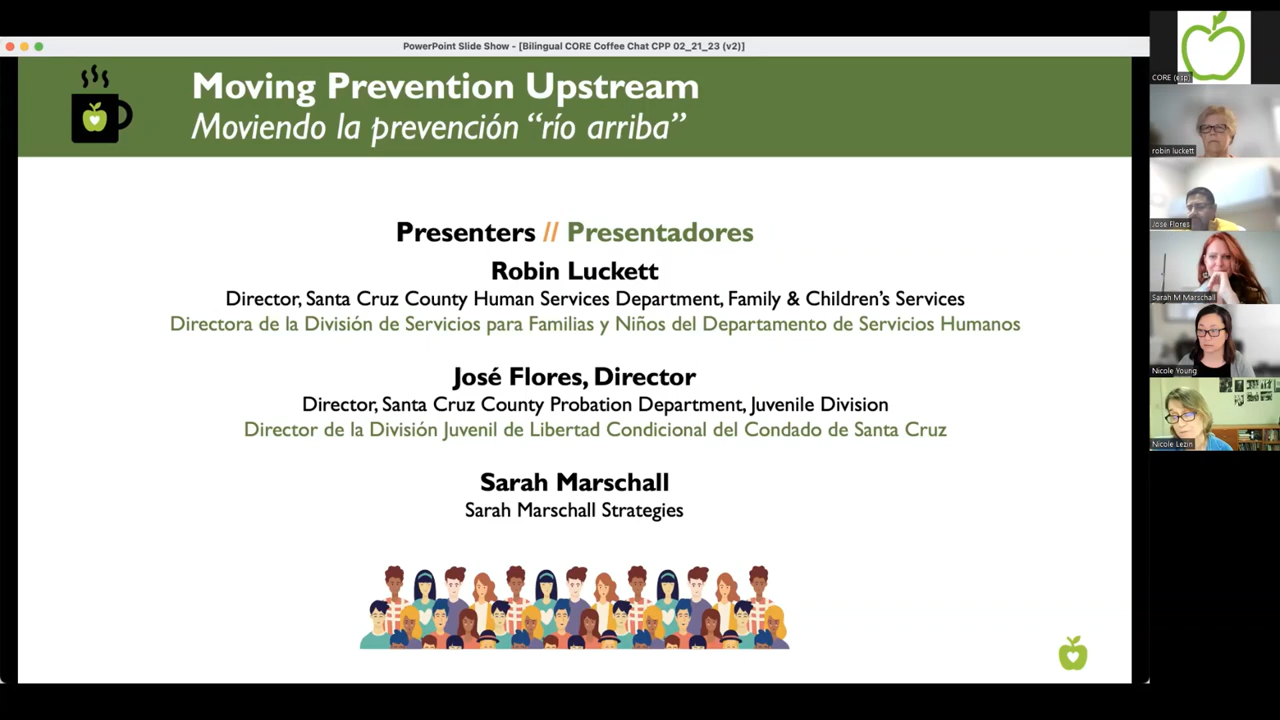 PowerPoint Slide Show - [Bilingual CORE Coffee Chat CPP 02_21_23 (v2)]
Moving Prevention Upstream
Moviendo la prevención “río arriba”
Presenters // Presentadores
Robin Luckett
Director, Santa Cruz County Human Services Department, Family & Children’s Services
Directora de la División de Servicios para Familias y Niños del Departamento de Servicios Humanos
José Flores, Director
Director, Santa Cruz County Probation Department, Juvenile Division
Director de la División Juvenil de Libertad Condicional del Condado de Santa Cruz
Sarah Marschall
Sarah Marschall Strategies
CORE (esp)
robin luckett
Jose Flores
Sarah M Marschall
Nicole Young
Nicole Lezin